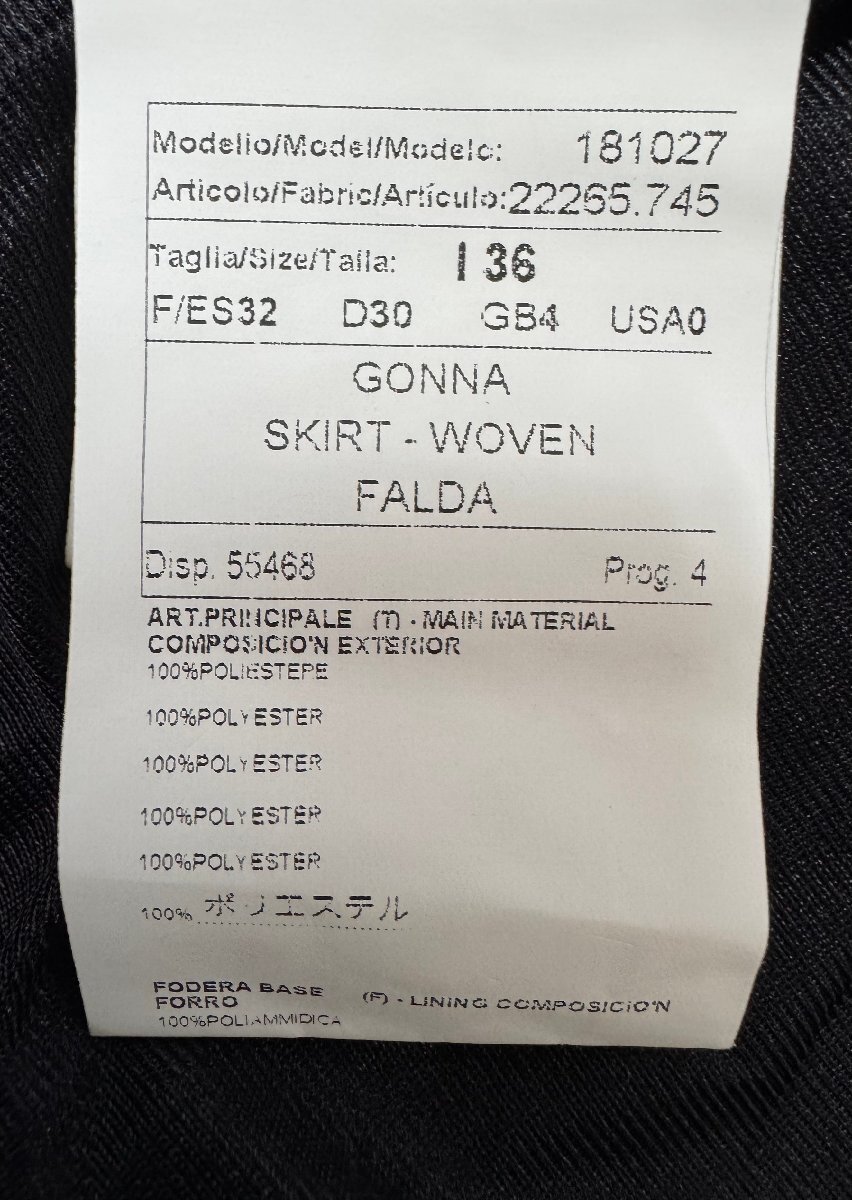 Modello/Model/Modelo: 181027
Articolo/Fabric/Artículo:22265.745
Taglia/Size/Talla: I 36
F/ES32 D30 GB4 USA0
GONNA
SKIRT - WOVEN
FALDA
Disp. 55468 Prog. 4
ART.PRINCIPALE (T) - MAIN MATERIAL
COMPOSICIO'N EXTERIOR
100%POLIESTERE
100%POLYESTER
100%POLYESTER
100%POLYESTER
100%POLYESTER
100% ポリエステル
FODERA BASE (F) - LINING COMPOSICIO'N
FORRO
100%POLIAMMIDICA